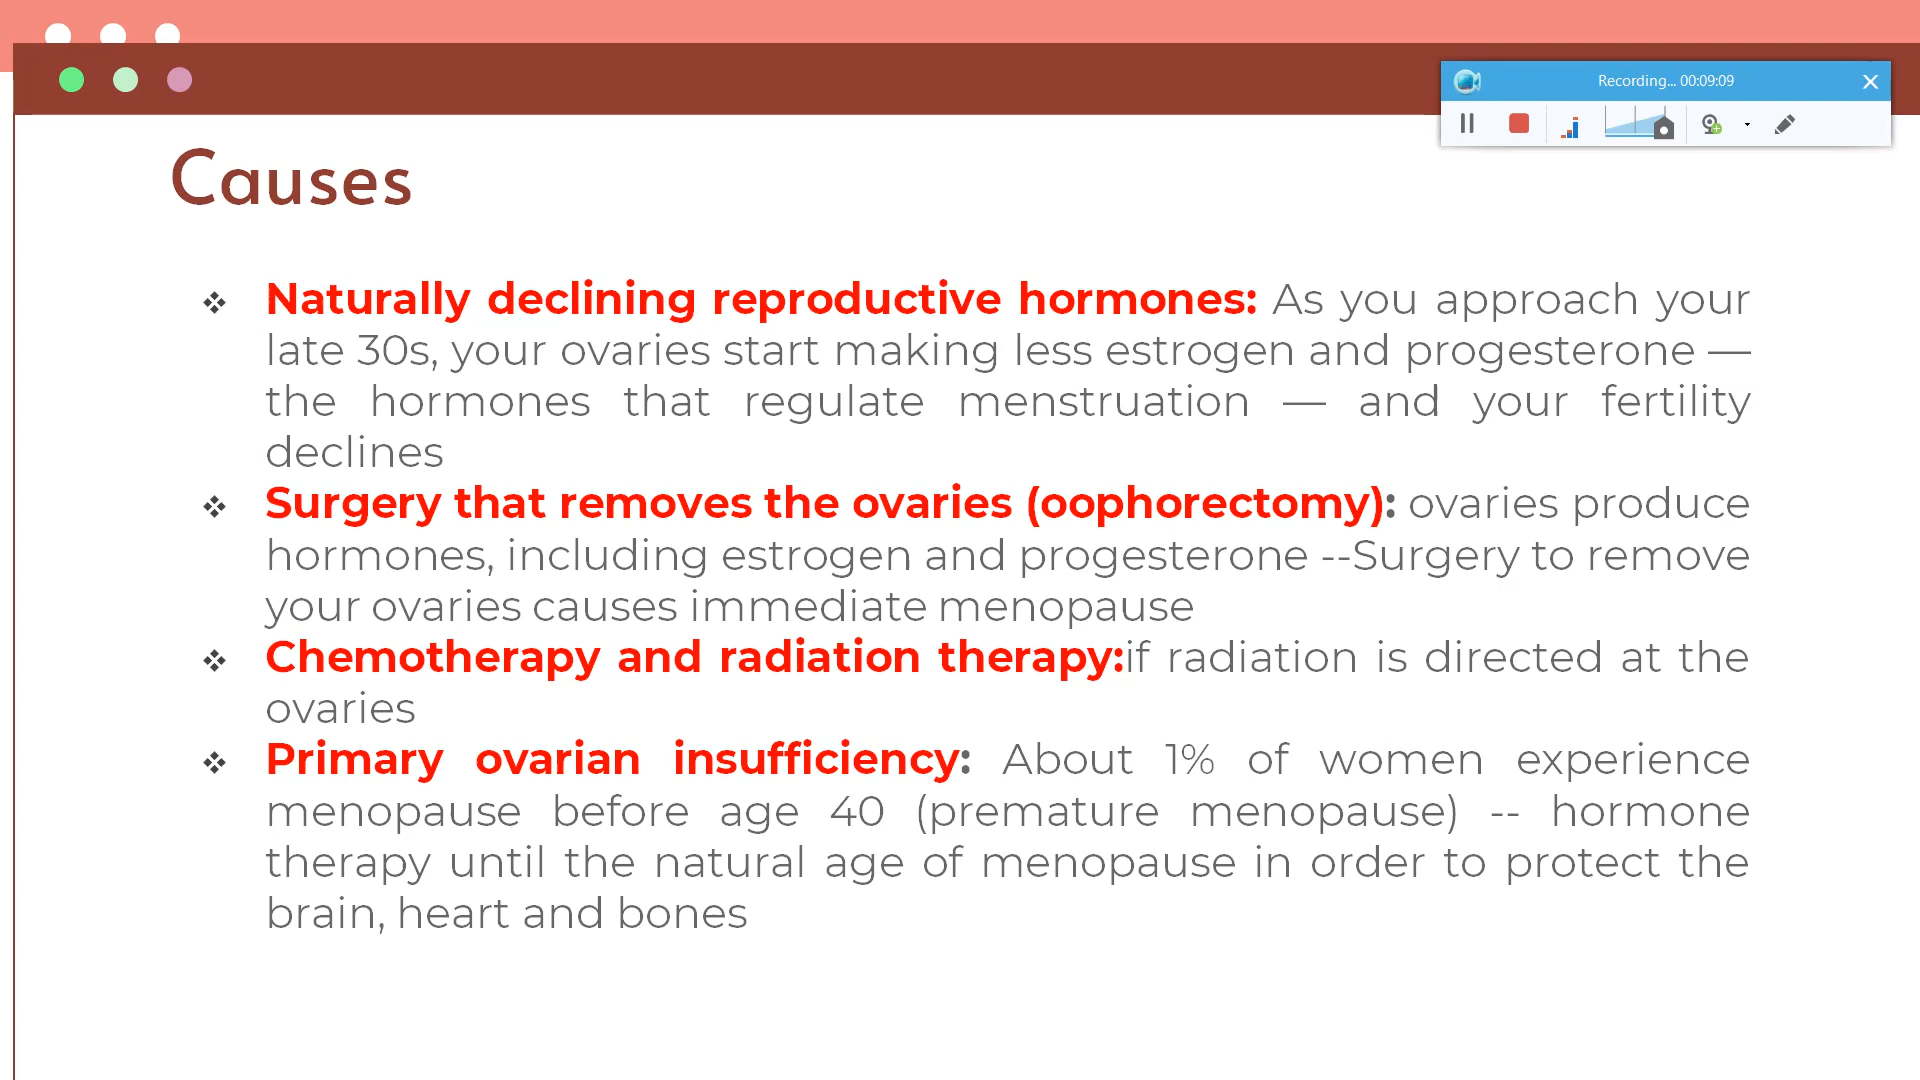 Recording... 00:09:09
Causes
Naturally declining reproductive hormones: As you approach your
late 30s, your ovaries start making less estrogen and progesterone —
the hormones that regulate menstruation — and your fertility
declines
Surgery that removes the ovaries (oophorectomy): ovaries produce
hormones, including estrogen and progesterone --Surgery to remove
your ovaries causes immediate menopause
Chemotherapy and radiation therapy:if radiation is directed at the
ovaries
Primary ovarian insufficiency: About 1% of women experience
menopause before age 40 (premature menopause) -- hormone
therapy until the natural age of menopause in order to protect the
brain, heart and bones